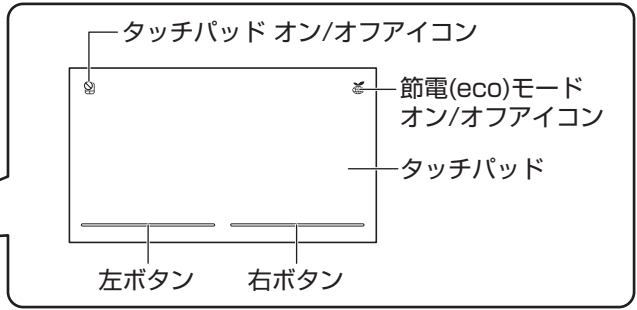 タッチパッド オン/オフアイコン
節電(eco)モード
オン/オフアイコン
タッチパッド
左ボタン
右ボタン